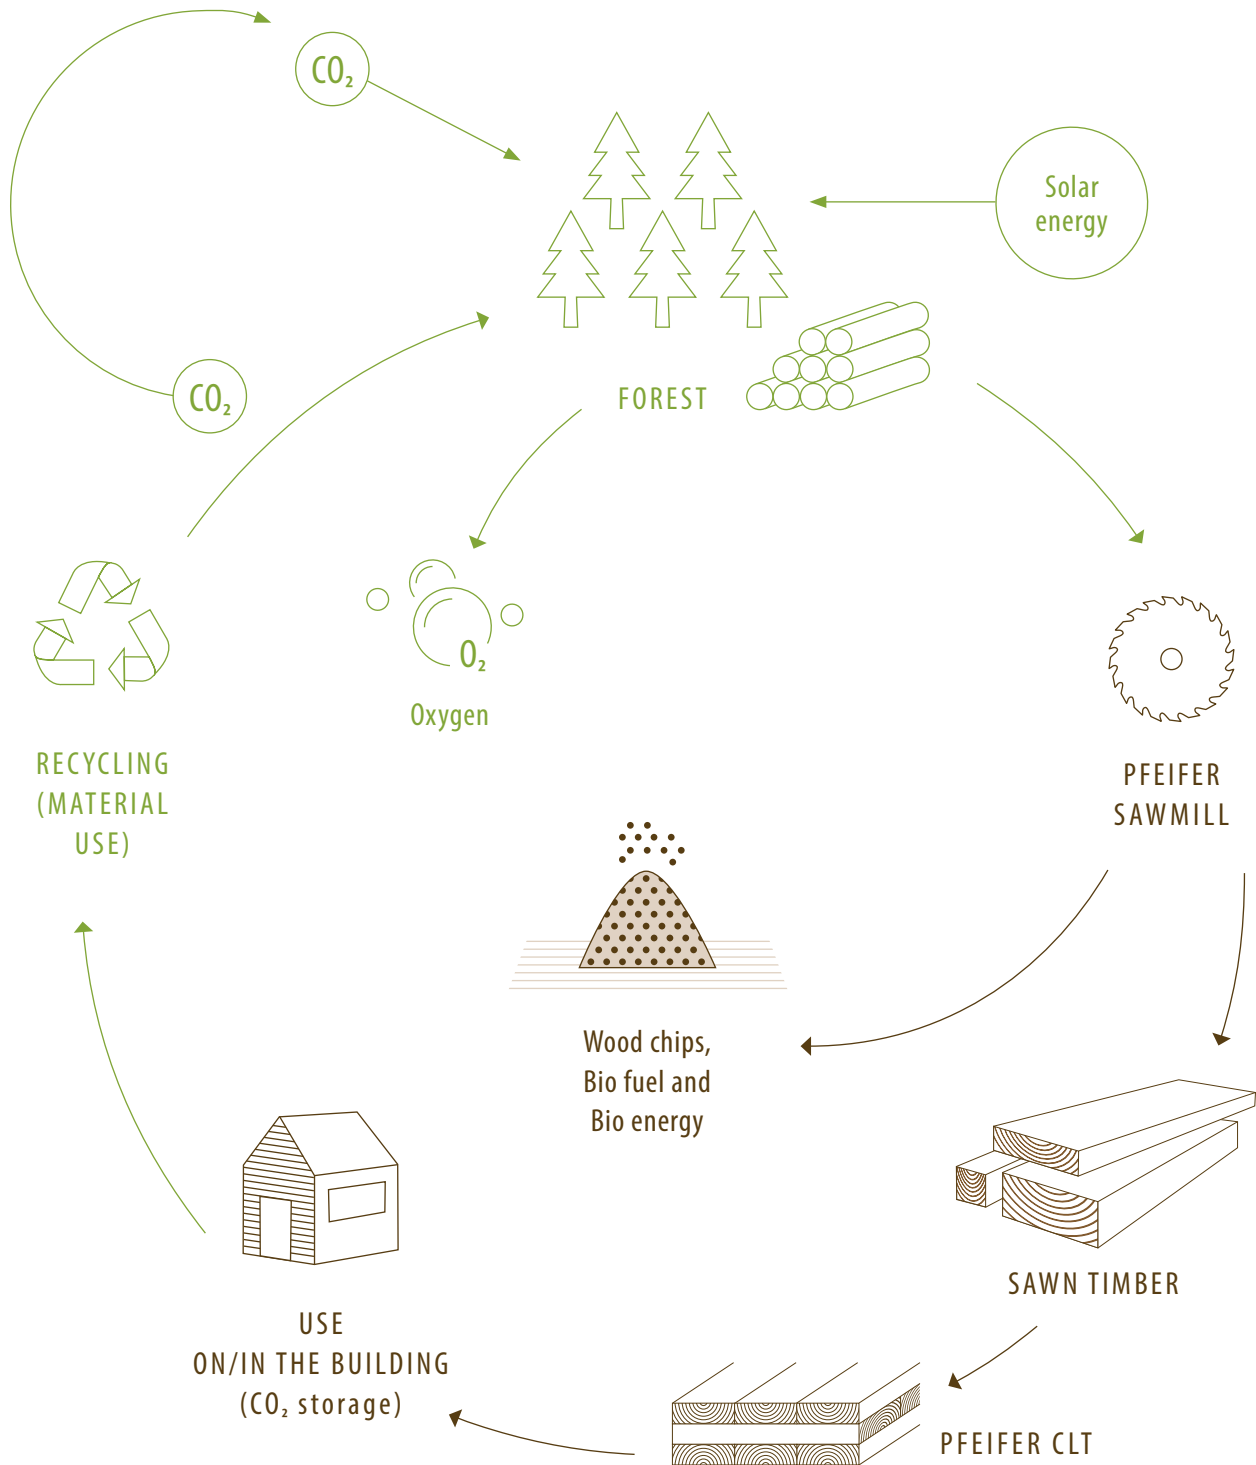 CO₂
Solar
energy
CO₂
FOREST
O₂
Oxygen
RECYCLING
(MATERIAL
USE)
PFEIFER
SAWMILL
Wood chips,
Bio fuel and
Bio energy
SAWN TIMBER
USE
ON/IN THE BUILDING
(CO₂ storage)
PFEIFER CLT